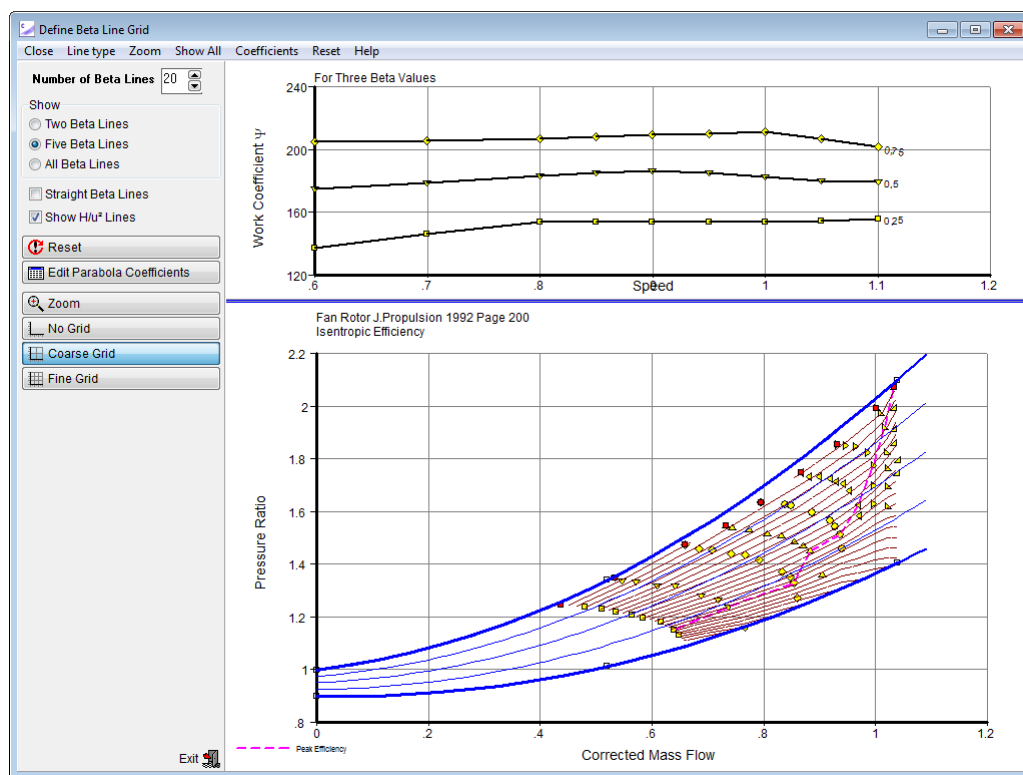 Define Beta Line Grid
Close Line type Zoom Show All Coefficients Reset Help
Number of Beta Lines 20
Show
Two Beta Lines
Five Beta Lines
All Beta Lines
Straight Beta Lines
Show H/u² Lines
Reset
Edit Parabola Coefficients
Zoom
No Grid
Coarse Grid
Fine Grid
Exit
For Three Beta Values
Work Coefficient Ψ
240
200
160
120
0,75
0,5
0,25
.6 .7 .8 .9 1 1.1 1.2
Speed
Fan Rotor J.Propulsion 1992 Page 200
Isentropic Efficiency
Pressure Ratio
2.2
2
1.8
1.6
1.4
1.2
1
.8
0 .2 .4 .6 .8 1 1.2
Peak Efficiency
Corrected Mass Flow